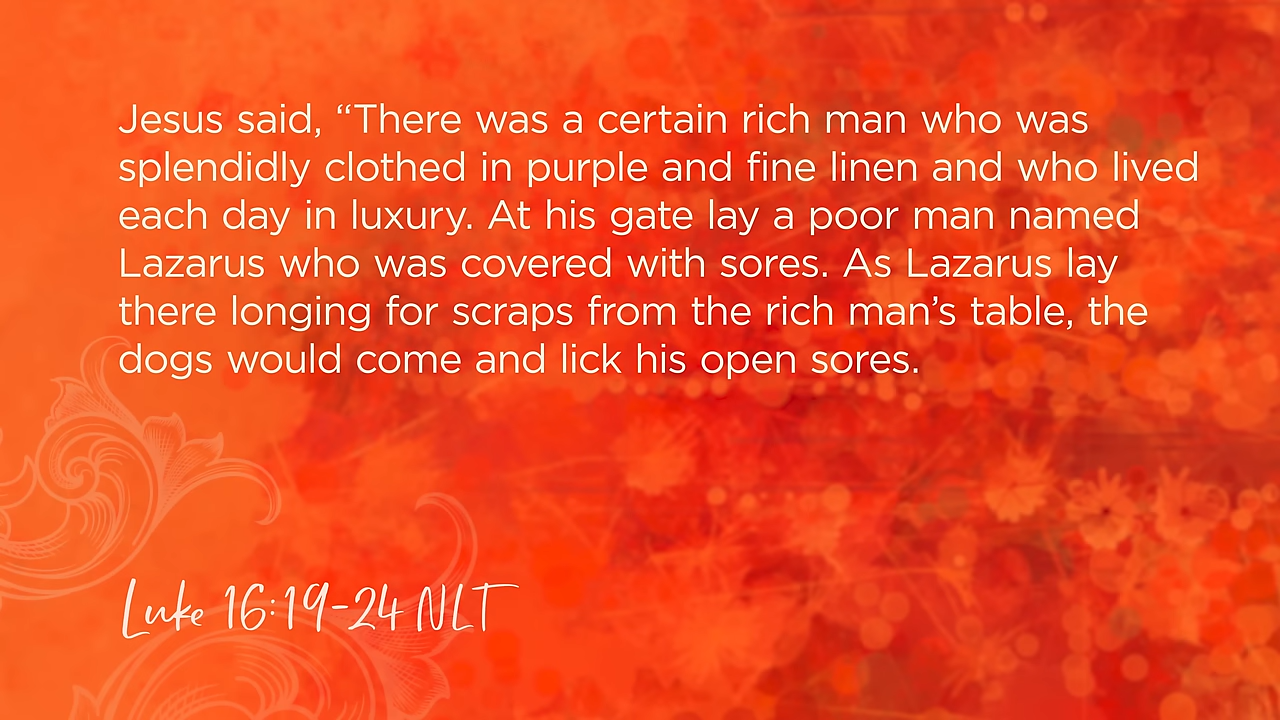 Jesus said, “There was a certain rich man who was
splendidly clothed in purple and fine linen and who lived
each day in luxury. At his gate lay a poor man named
Lazarus who was covered with sores. As Lazarus lay
there longing for scraps from the rich man’s table, the
dogs would come and lick his open sores.
Luke 16:19-24 NLT